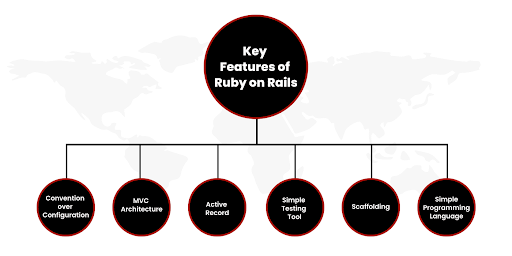 Key
Features of
Ruby on Rails
Convention
over
Configuration
MVC
Architecture
Active
Record
Simple
Testing
Tool
Scaffolding
Simple
Programming
Language